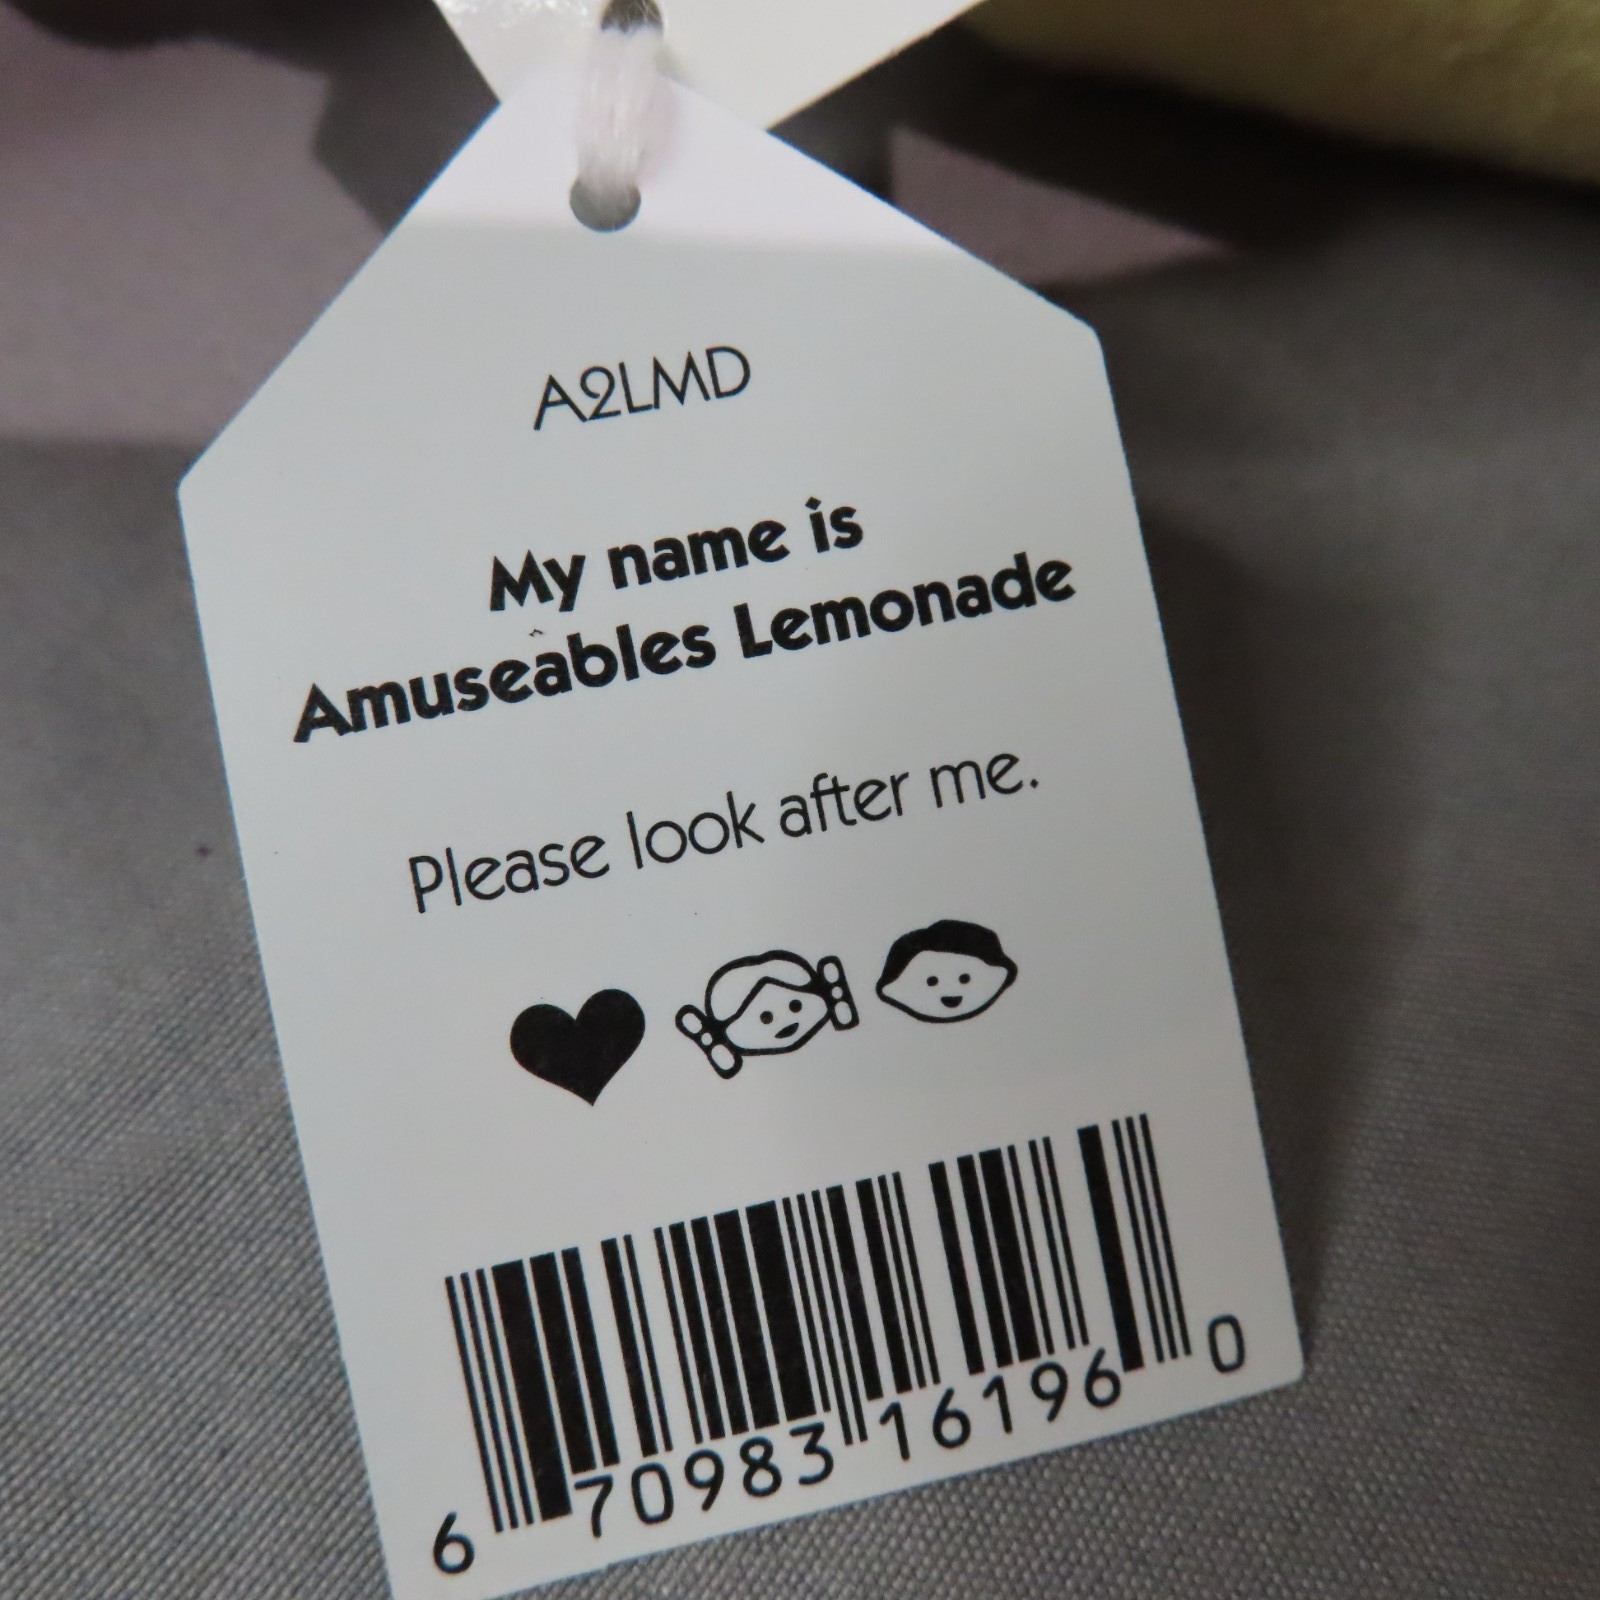 A2LMD
My name is
Amuseables Lemonade
Please look after me.
6 70983 16196 0